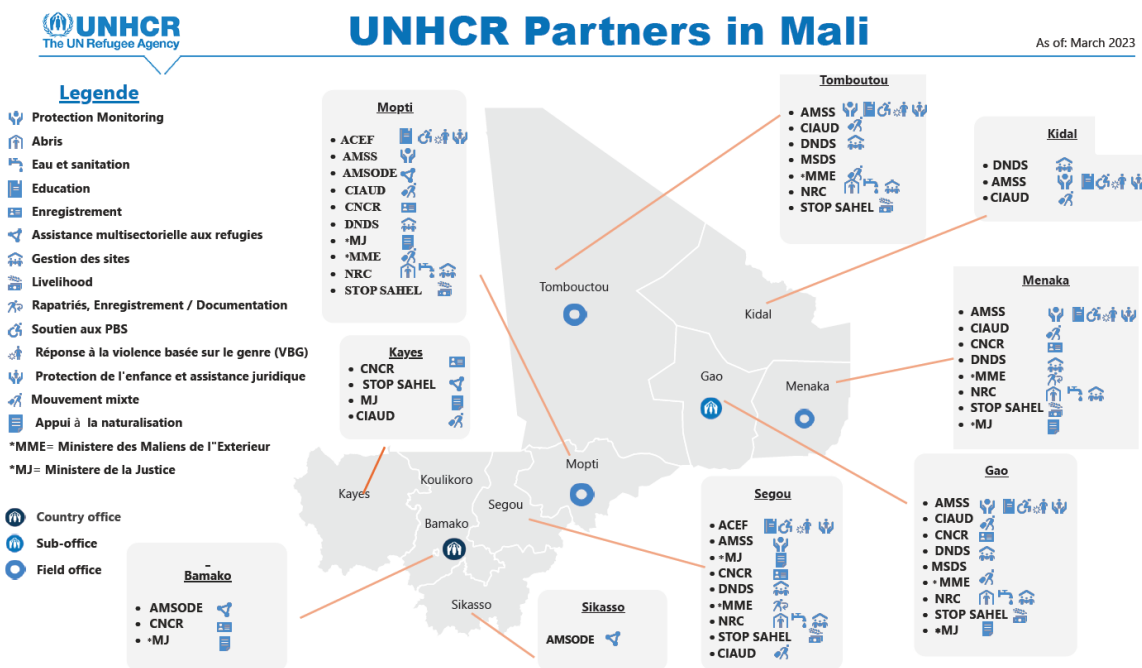 UNHCR
The UN Refugee Agency
UNHCR Partners in Mali
As of: March 2023
Legende
Protection Monitoring
Abris
Eau et sanitation
Education
Enregistrement
Assistance multisectorielle aux refugies
Gestion des sites
Livelihood
Rapatriés, Enregistrement / Documentation
Soutien aux PBS
Réponse à la violence basée sur le genre (VBG)
Protection de l'enfance et assistance juridique
Mouvement mixte
Appui à la naturalisation
*MME= Ministere des Maliens de l"Exterieur
*MJ= Ministere de la Justice
Country office
Sub-office
Field office
Mopti
• ACEF
• AMSS
• AMSODE
• CIAUD
• CNCR
• DNDS
• *MJ
• *MME
• NRC
• STOP SAHEL
Kayes
• CNCR
• STOP SAHEL
• MJ
• CIAUD
Tomboutou
• AMSS
• CIAUD
• DNDS
• MSDS
• *MME
• NRC
• STOP SAHEL
Kidal
• DNDS
• AMSS
• CIAUD
Menaka
• AMSS
• CIAUD
• CNCR
• DNDS
• *MME
• NRC
• STOP SAHEL
• *MJ
Gao
• AMSS
• CIAUD
• CNCR
• DNDS
• MSDS
• *MME
• NRC
• STOP SAHEL
• *MJ
Segou
• ACEF
• AMSS
• *MJ
• CNCR
• DNDS
• *MME
• NRC
• STOP SAHEL
• CIAUD
Sikasso
AMSODE
Bamako
• AMSODE
• CNCR
• *MJ
Tombouctou
Kidal
Gao
Menaka
Mopti
Kayes
Koulikoro
Segou
Bamako
Sikasso